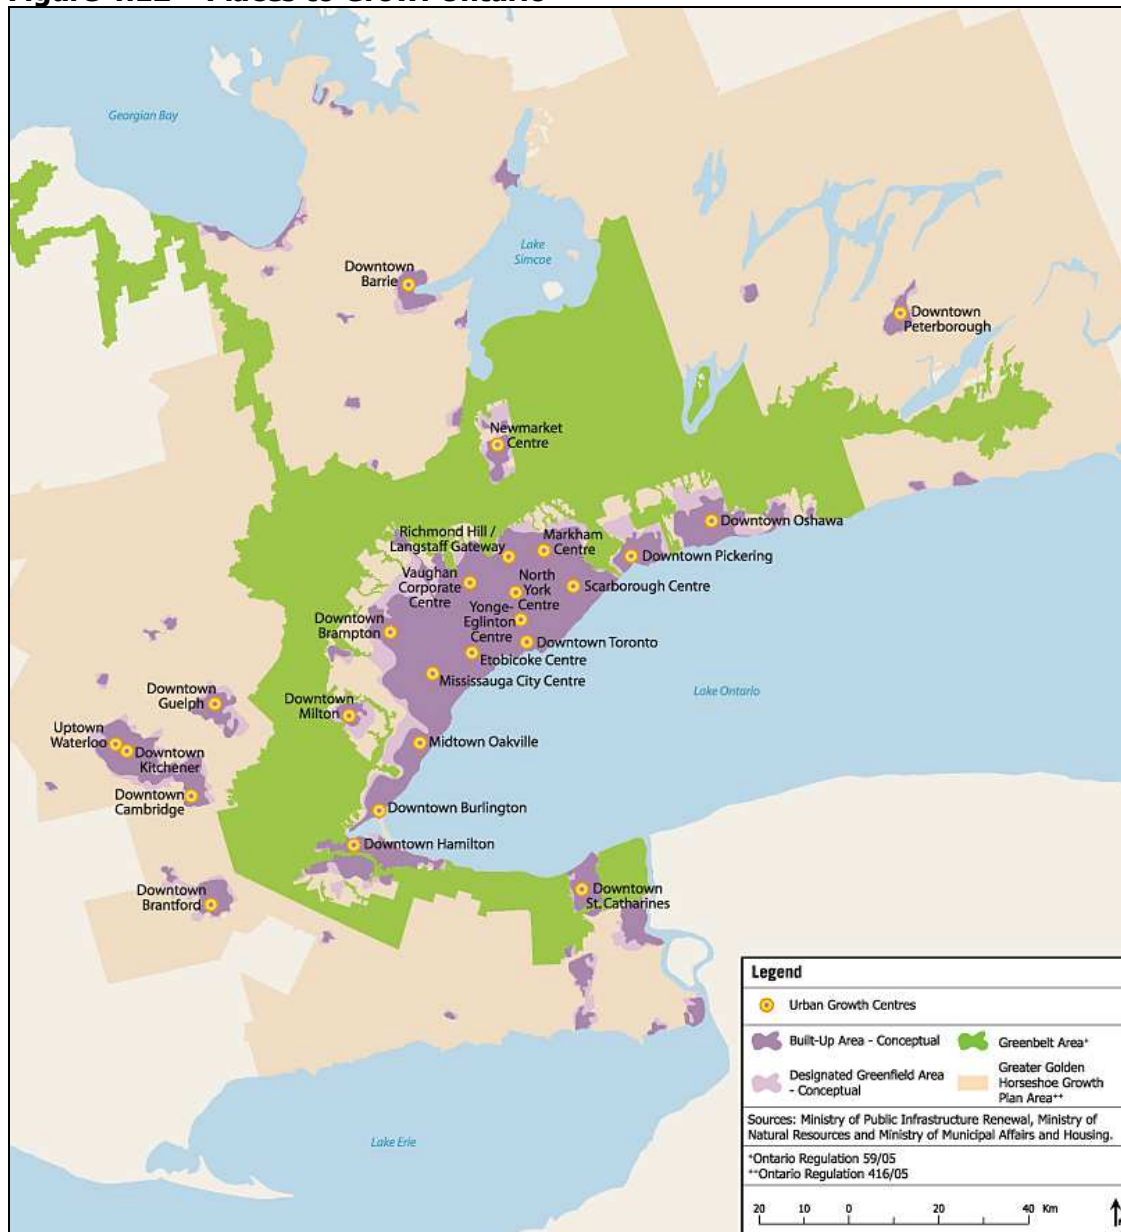 Georgian Bay
Lake
Simcoe
Downtown
Barrie
Downtown
Peterborough
Newmarket
Centre
Richmond Hill /
Langstaff Gateway
Markham
Centre
Downtown Oshawa
Downtown Pickering
Vaughan
Corporate
Centre
North
York
Centre
Scarborough Centre
Yonge-
Eglinton
Centre
Downtown
Brampton
Downtown Toronto
Etobicoke Centre
Mississauga City Centre
Lake Ontario
Downtown
Guelph
Downtown
Milton
Uptown
Waterloo
Downtown
Kitchener
Midtown Oakville
Downtown
Cambridge
Downtown Burlington
Downtown Hamilton
Downtown
Brantford
Downtown
St. Catharines
Lake Erie
Legend
Urban Growth Centres
Built-Up Area - Conceptual
Greenbelt Area+
Designated Greenfield Area
- Conceptual
Greater Golden
Horseshoe Growth
Plan Area++
Sources: Ministry of Public Infrastructure Renewal, Ministry of
Natural Resources and Ministry of Municipal Affairs and Housing.
+Ontario Regulation 59/05
++Ontario Regulation 416/05
20 10 0 20 40 Km